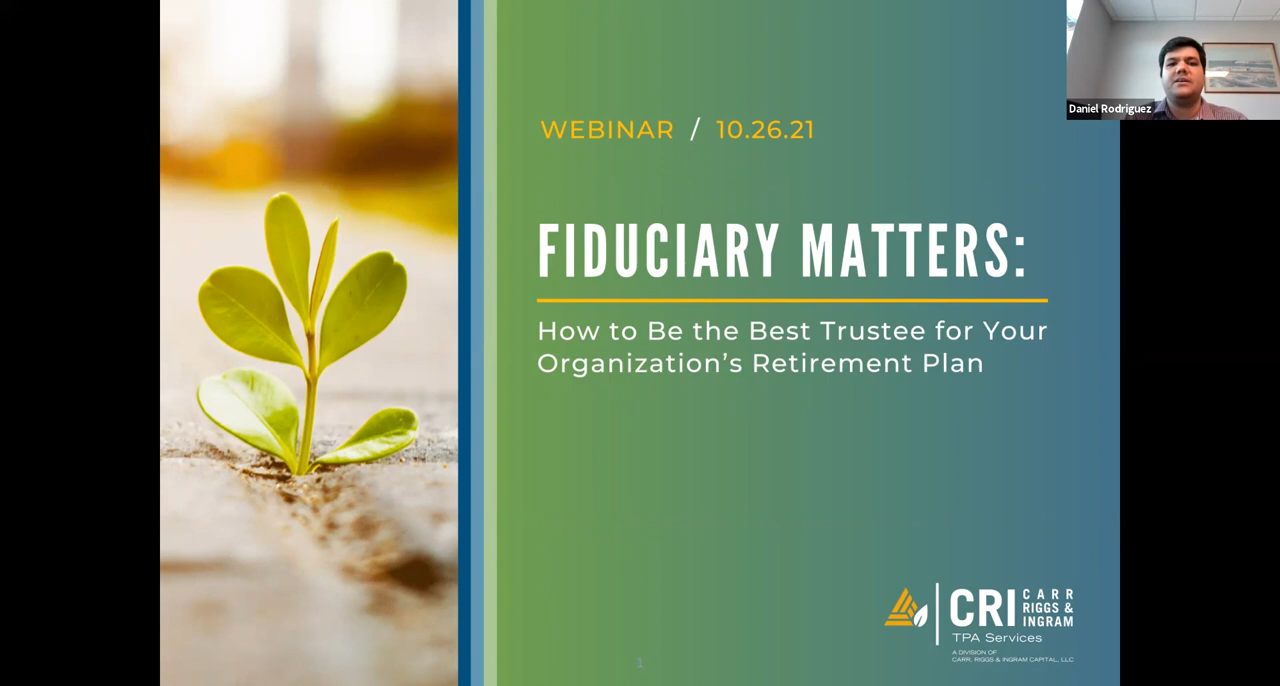 WEBINAR / 10.26.21
FIDUCIARY MATTERS:
How to Be the Best Trustee for Your
Organization’s Retirement Plan
CRI CARR
RIGGS &
INGRAM
TPA Services
A DIVISION OF
CARR, RIGGS & INGRAM CAPITAL, LLC
1
Daniel Rodriguez